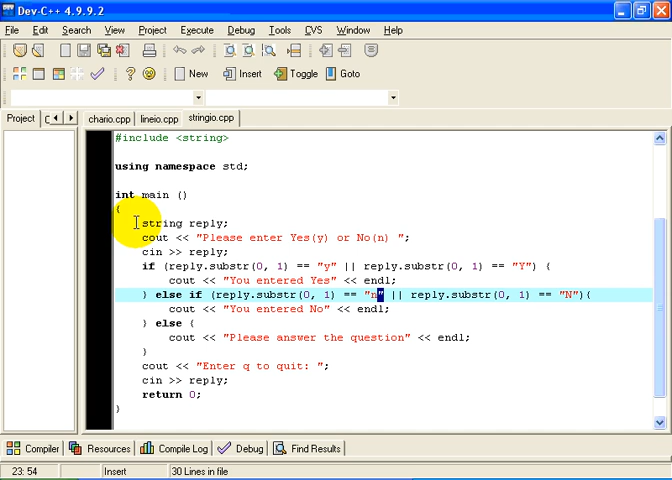 Dev-C++ 4.9.9.2
File Edit Search View Project Execute Debug Tools CVS Window Help
New Insert Toggle Goto
Project C chario.cpp lineio.cpp stringio.cpp
#include <string>
using namespace std;
int main ()
{
string reply;
cout << "Please enter Yes(y) or No(n) ";
cin >> reply;
if (reply.substr(0, 1) == "y" || reply.substr(0, 1) == "Y") {
cout << "You entered Yes" << endl;
} else if (reply.substr(0, 1) == "n" || reply.substr(0, 1) == "N"){
cout << "You entered No" << endl;
} else {
cout << "Please answer the question" << endl;
}
cout << "Enter q to quit: ";
cin >> reply;
return 0;
}
Compiler Resources Compile Log Debug Find Results
23: 54 Insert 30 Lines in file